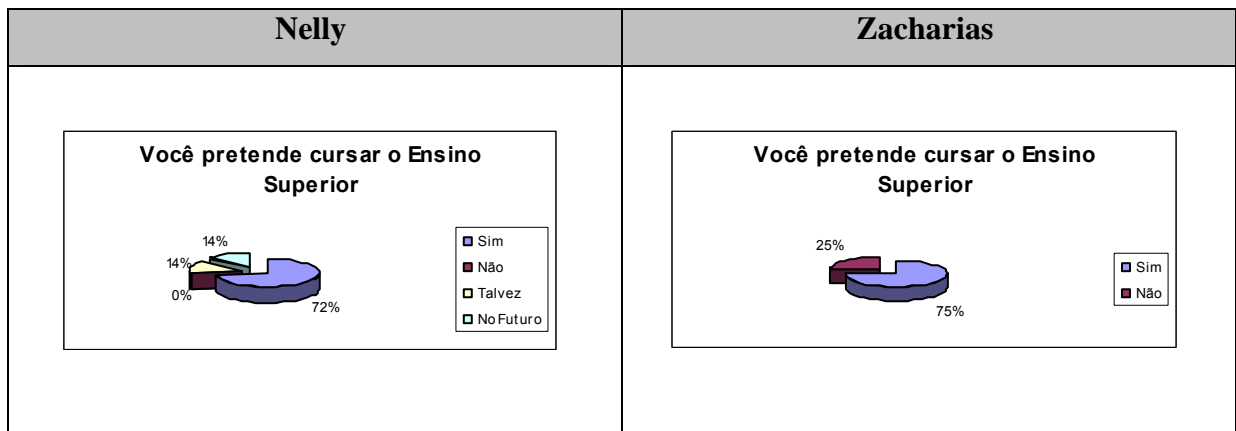 Nelly
Zacharias
Você pretende cursar o Ensino
Superior
14%
14%
0%
72%
Sim
Não
Talvez
No Futuro
Você pretende cursar o Ensino
Superior
25%
75%
Sim
Não